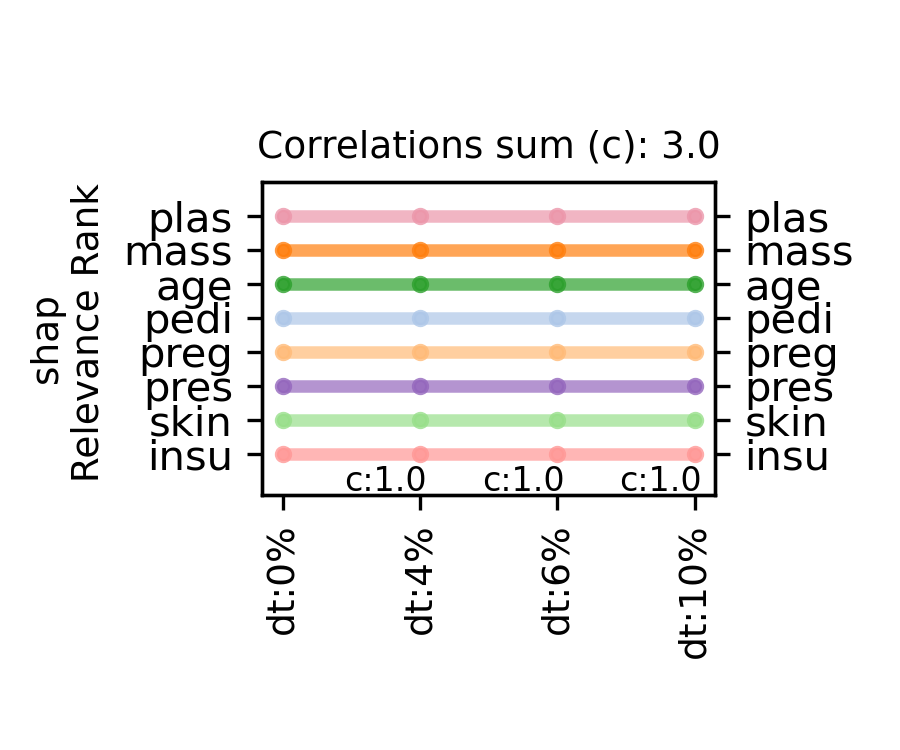 Correlations sum (c): 3.0
shap
Relevance Rank
plas
mass
age
pedi
preg
pres
skin
insu
plas
mass
age
pedi
preg
pres
skin
insu
c:1.0
c:1.0
c:1.0
dt:0%
dt:4%
dt:6%
dt:10%